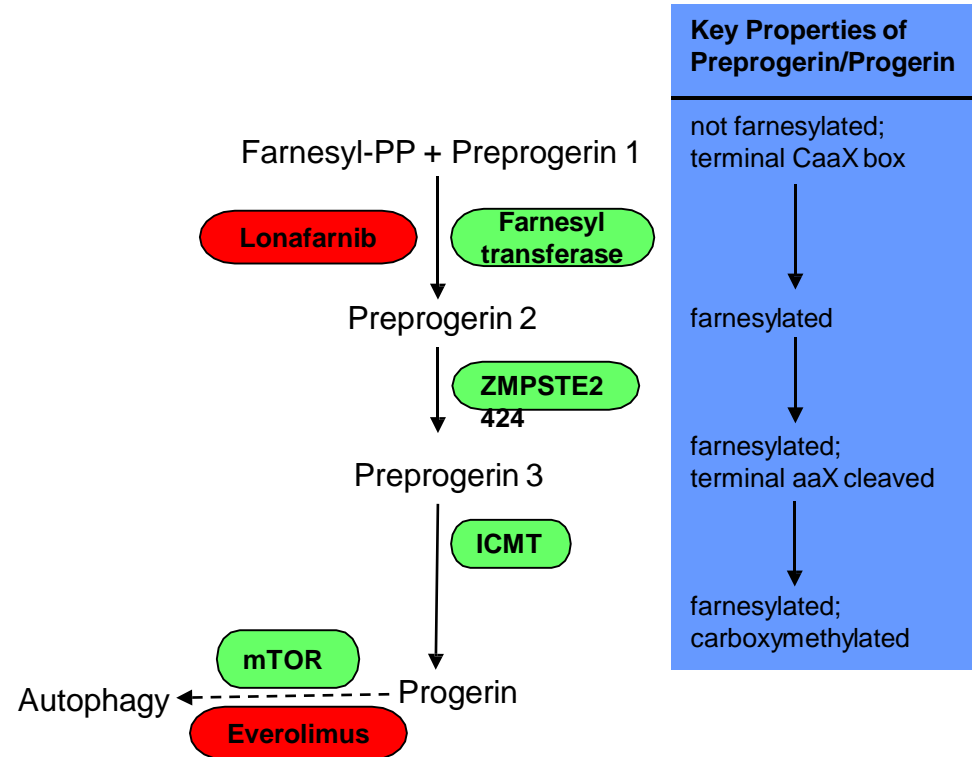 Key Properties of
Preprogerin/Progerin
not farnesylated;
terminal CaaX box
Farnesyl-PP + Preprogerin 1
Lonafarnib
Farnesyl
transferase
Preprogerin 2
farnesylated
ZMPSTE2
424
farnesylated;
terminal aaX cleaved
Preprogerin 3
ICMT
farnesylated;
carboxymethylated
mTOR
Autophagy
Progerin
Everolimus